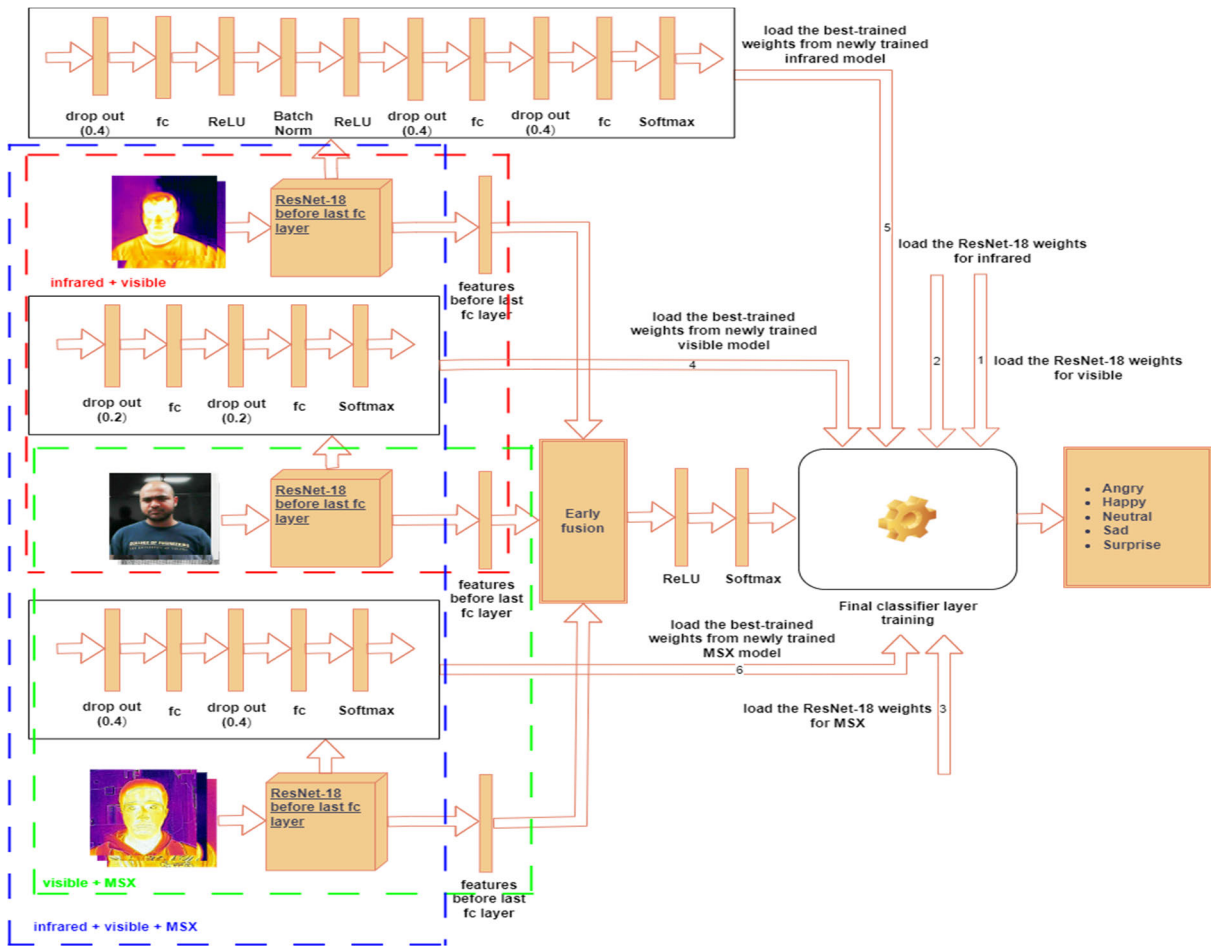 load the best-trained
weights from newly trained
infrared model
drop out
(0.4)
fc
ReLU
Batch
Norm
ReLU
drop out
(0.4)
fc
drop out
(0.4)
fc
Softmax
ResNet-18
before last fc
layer
infrared + visible
features
before last
fc layer
5
load the ResNet-18 weights
for infrared
load the best-trained
weights from newly trained
visible model
4
2
1
load the ResNet-18 weights
for visible
drop out
(0.2)
fc
drop out
(0.2)
fc
Softmax
ResNet-18
before last fc
layer
features
before last
fc layer
Early
fusion
ReLU
Softmax
Final classifier layer
training
• Angry
• Happy
• Neutral
• Sad
• Surprise
load the best-trained
weights from newly trained
MSX model
6
load the ResNet-18 weights
for MSX
3
drop out
(0.4)
fc
drop out
(0.4)
fc
Softmax
ResNet-18
before last fc
layer
features
before last
fc layer
visible + MSX
infrared + visible + MSX